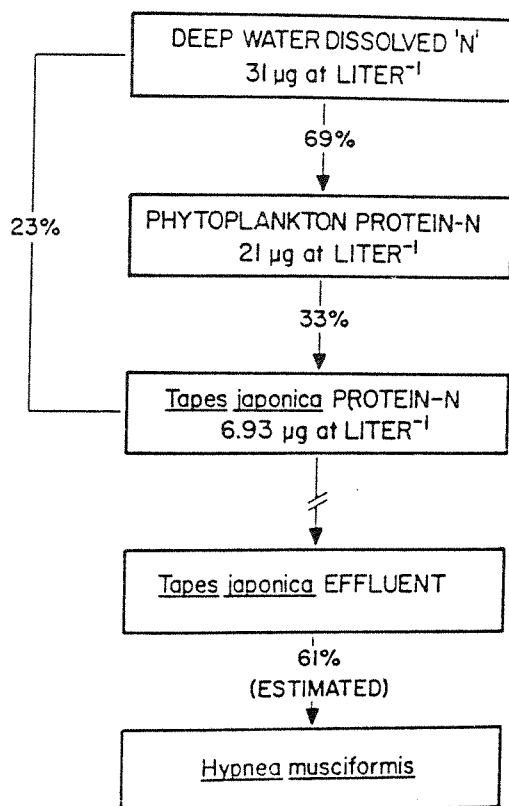 DEEP WATER DISSOLVED 'N'
31 µg at LITER⁻¹
69%
23%
PHYTOPLANKTON PROTEIN-N
21 µg at LITER⁻¹
33%
Tapes japonica PROTEIN-N
6.93 µg at LITER⁻¹
Tapes japonica EFFLUENT
61%
(ESTIMATED)
Hypnea musciformis